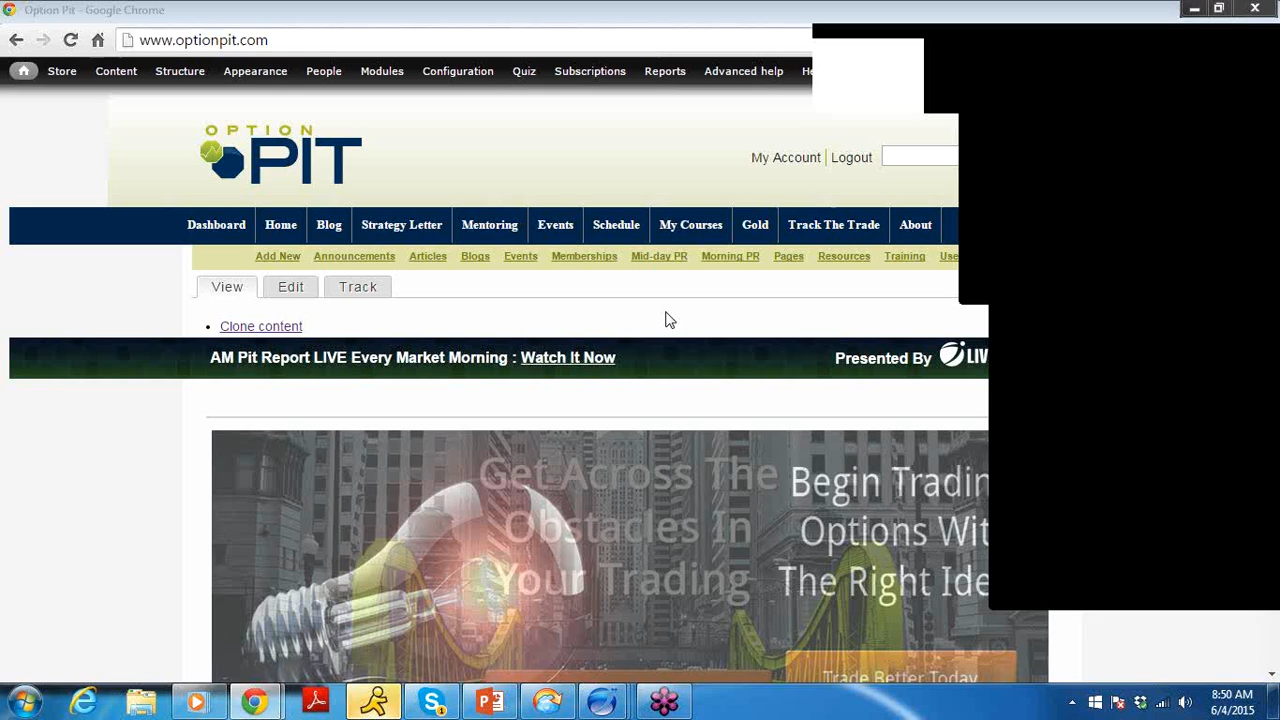 Option Pit - Google Chrome
www.optionpit.com
Store Content Structure Appearance People Modules Configuration Quiz Subscriptions Reports Advanced help
OPTION
PIT
My Account Logout
Dashboard Home Blog Strategy Letter Mentoring Events Schedule My Courses Gold Track The Trade About
Add New Announcements Articles Blogs Events Memberships Mid-day PR Morning PR Pages Resources Training
View Edit Track
Clone content
AM Pit Report LIVE Every Market Morning : Watch It Now
Presented By
Get Across The
Obstacles In
Your Trading
Begin
Options
The Right
Trade Better Today
8:50 AM
6/4/2015